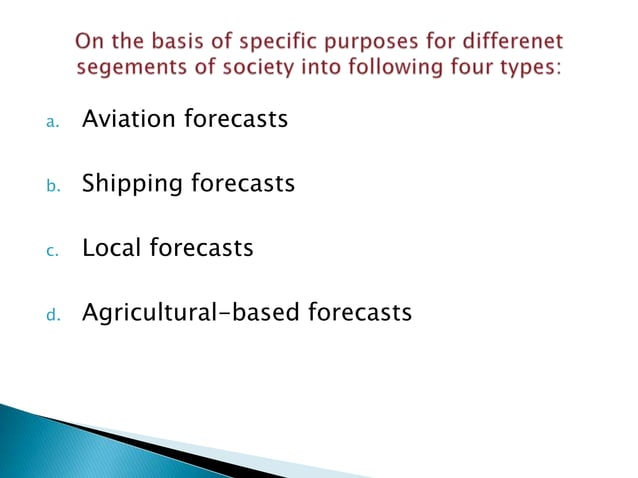 On the basis of specific purposes for differenet
segements of society into following four types:
a. Aviation forecasts
b. Shipping forecasts
c. Local forecasts
d. Agricultural-based forecasts